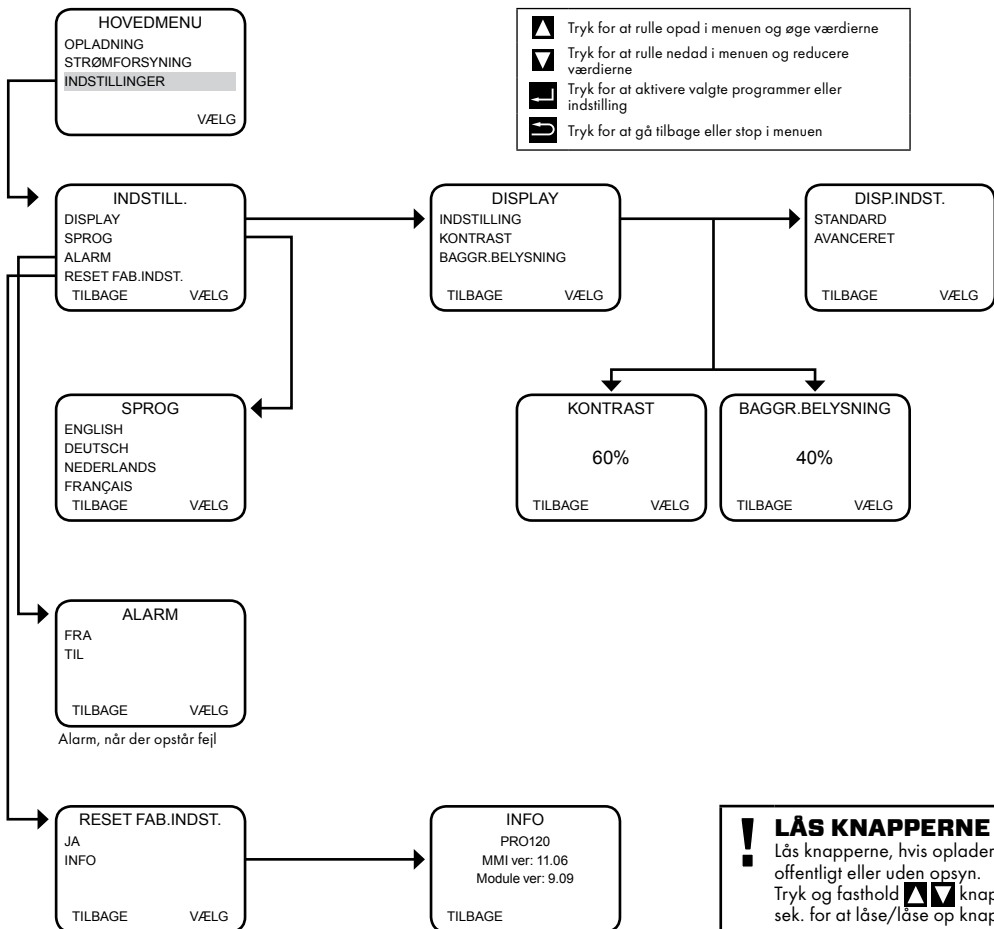 HOVEDMENU
OPLADNING
STRØMFORSYNING
INDSTILLINGER
VÆLG
Tryk for at rulle opad i menuen og øge værdierne
Tryk for at rulle nedad i menuen og reducere
værdierne
Tryk for at aktivere valgte programmer eller
indstilling
Tryk for at gå tilbage eller stop i menuen
INDSTILL.
DISPLAY
SPROG
ALARM
RESET FAB.INDST.
TILBAGE VÆLG
DISPLAY
INDSTILLING
KONTRAST
BAGGR.BELYSNING
TILBAGE VÆLG
DISP.INDST.
STANDARD
AVANCERET
TILBAGE VÆLG
SPROG
ENGLISH
DEUTSCH
NEDERLANDS
FRANÇAIS
TILBAGE VÆLG
KONTRAST
60%
TILBAGE VÆLG
BAGGR.BELYSNING
40%
TILBAGE VÆLG
ALARM
FRA
TIL
TILBAGE VÆLG
Alarm, når der opstår fejl
RESET FAB.INDST.
JA
INFO
TILBAGE VÆLG
INFO
PRO120
MMI ver: 11.06
Module ver: 9.09
TILBAGE
! LÅS KNAPPERNE
Lås knapperne, hvis oplader
offentligt eller uden opsyn.
Tryk og fasthold knap
sek. for at låse/låse op knap